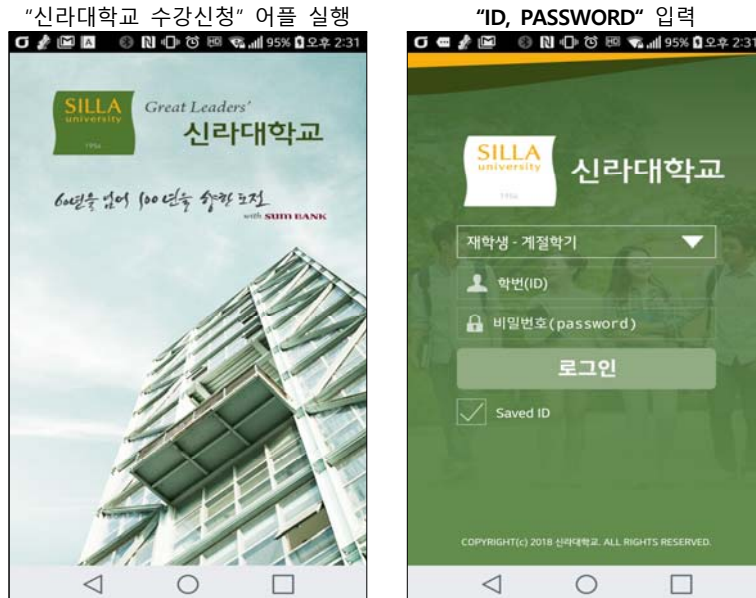 "신라대학교 수강신청" 어플 실행
95% 오후 2:31
SILLA
university
1954
Great Leaders'
신라대학교
60년을 넘어 100년을 향한 도전
with SUM BANK
"ID, PASSWORD" 입력
95% 오후 2:31
SILLA
university
1954
신라대학교
재학생 - 계절학기
학번(ID)
비밀번호(password)
로그인
Saved ID
COPYRIGHT(c) 2018 신라대학교. ALL RIGHTS RESERVED.